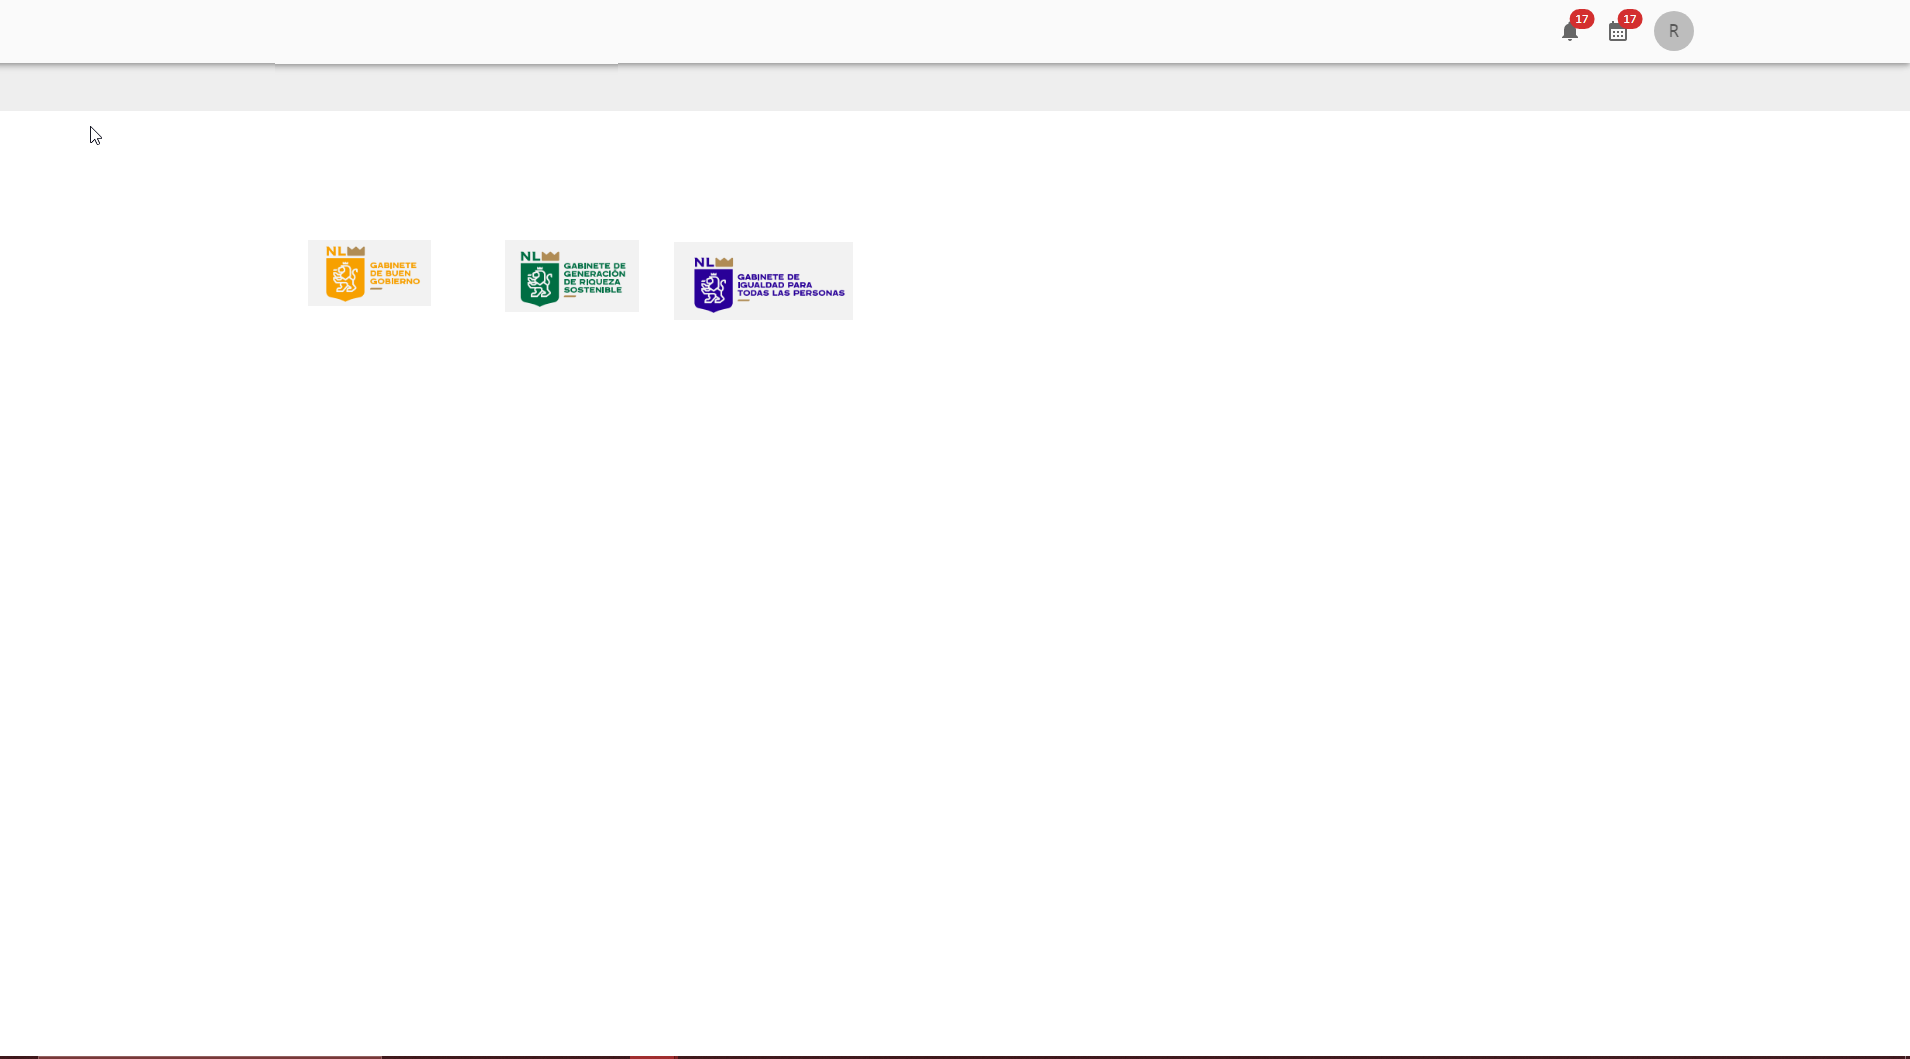 17
17
R
NL
GABINETE
DE BUEN
GOBIERNO
NL
GABINETE DE
GENERACIÓN
DE RIQUEZA
SOSTENIBLE
NL
GABINETE DE
IGUALDAD PARA
TODAS LAS PERSONAS